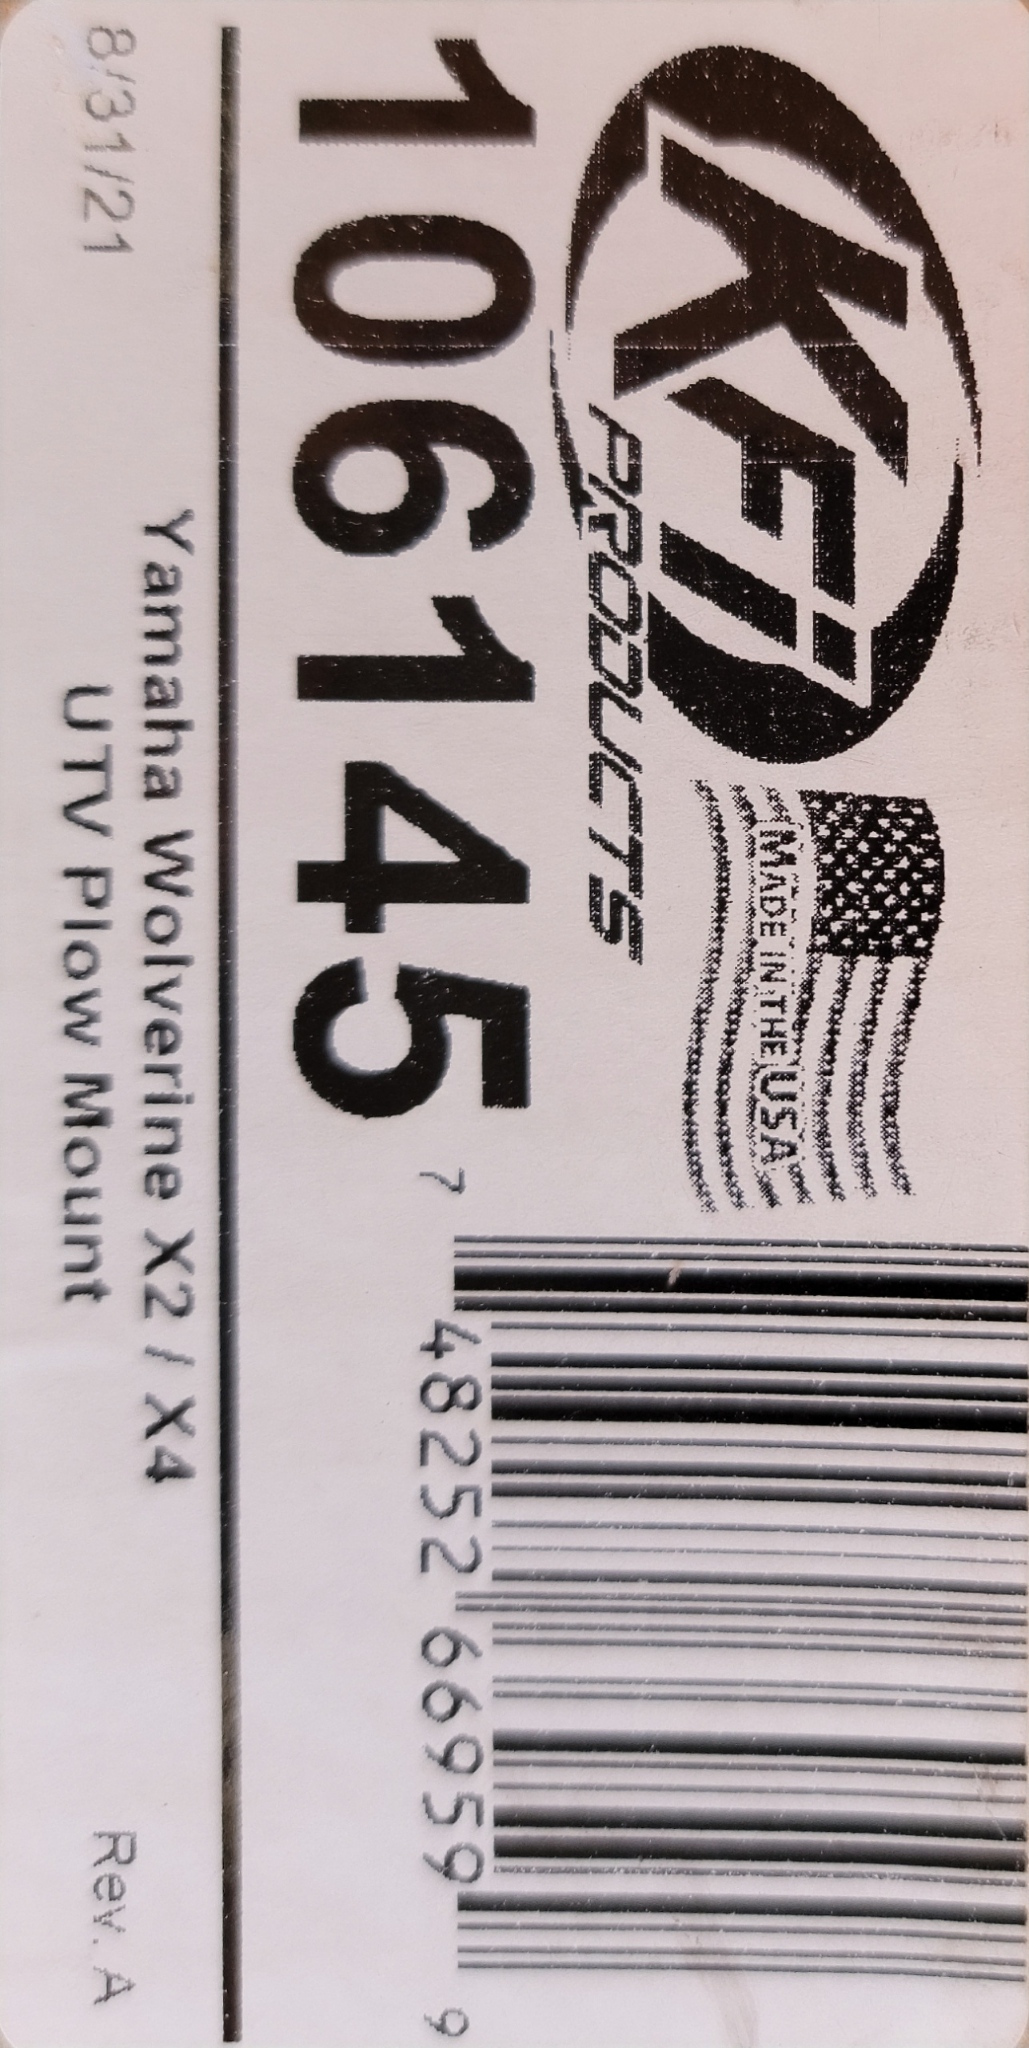 KFI
PRODUCTS
MADE IN THE USA
106145
7 48252 66959 9
Yamaha Wolverine X2 / X4
UTV Plow Mount
8/31/21
Rev. A